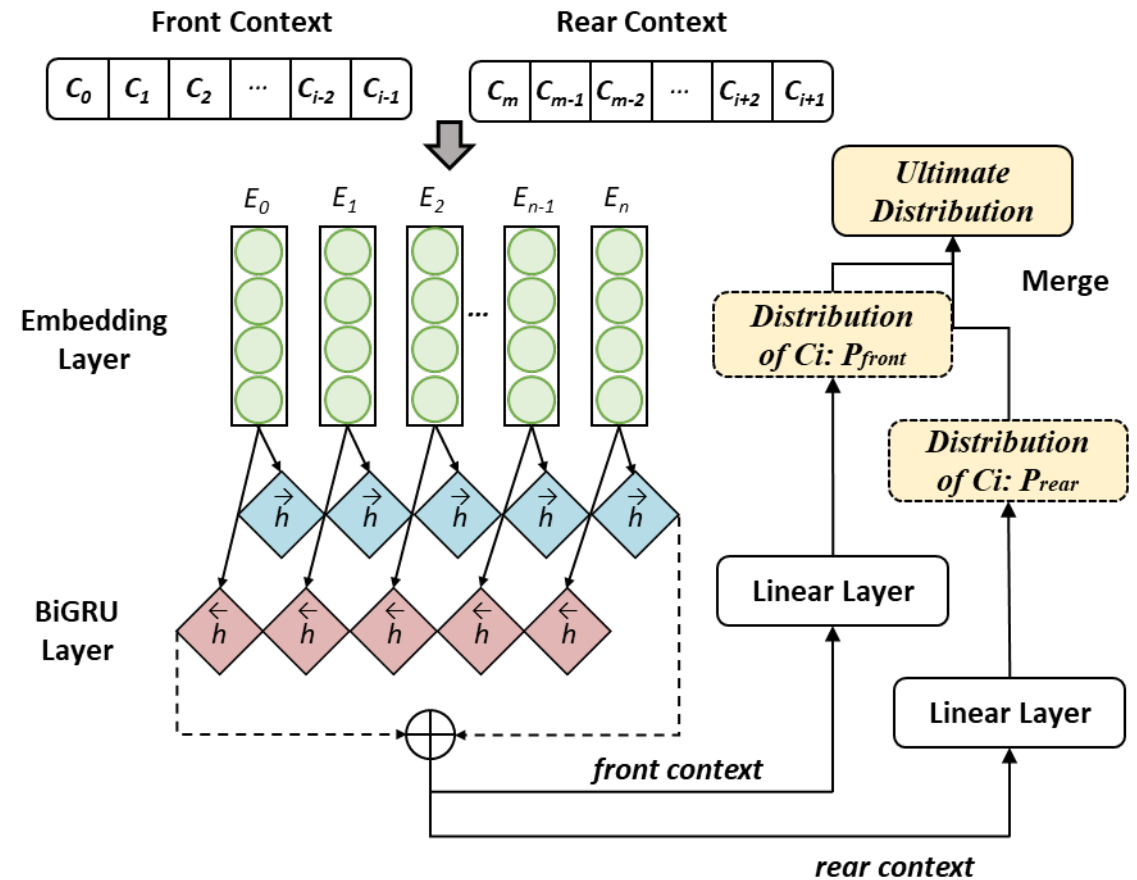 Front Context
Rear Context
C0 C1 C2 ... Ci-2 Ci-1
Cm Cm-1 Cm-2 ... Ci+2 Ci+1
E0 E1 E2 En-1 En
...
Embedding
Layer
h h h h h
BiGRU
Layer
h h h h h
Ultimate
Distribution
Merge
Distribution
of Ci: Pfront
Distribution
of Ci: Prear
Linear Layer
Linear Layer
front context
rear context